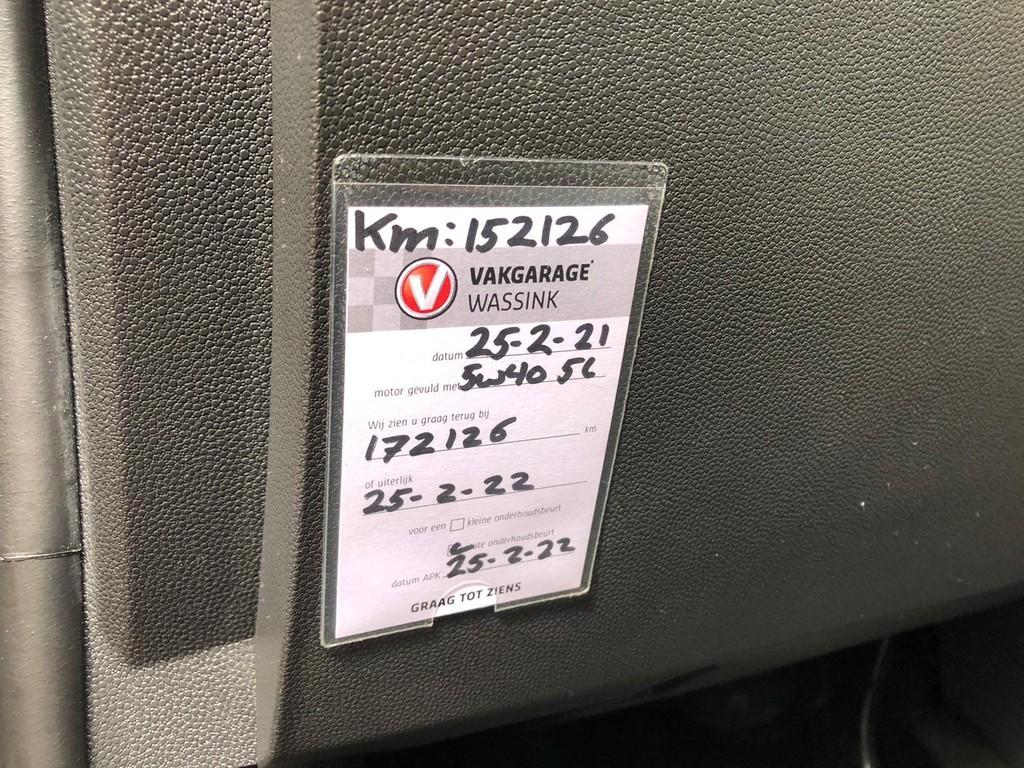 Km: 152126
VAKGARAGE
WASSINK
datum 25-2-21
motor gevuld met 5w40 5L
Wij zien u graag terug bij
172126 km
of uiterlijk
25-2-22
voor een kleine onderhoudsbeurt
onderhoudsbeurt
datum APK 25-2-22
GRAAG TOT ZIENS